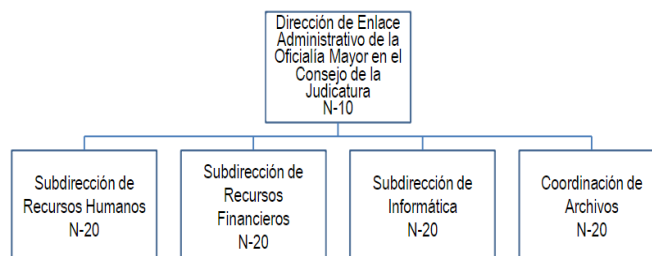 Dirección de Enlace
Administrativo de la
Oficialía Mayor en el
Consejo de la
Judicatura
N-10
Subdirección de
Recursos Humanos
N-20
Subdirección de
Recursos
Financieros
N-20
Subdirección de
Informática
N-20
Coordinación de
Archivos
N-20